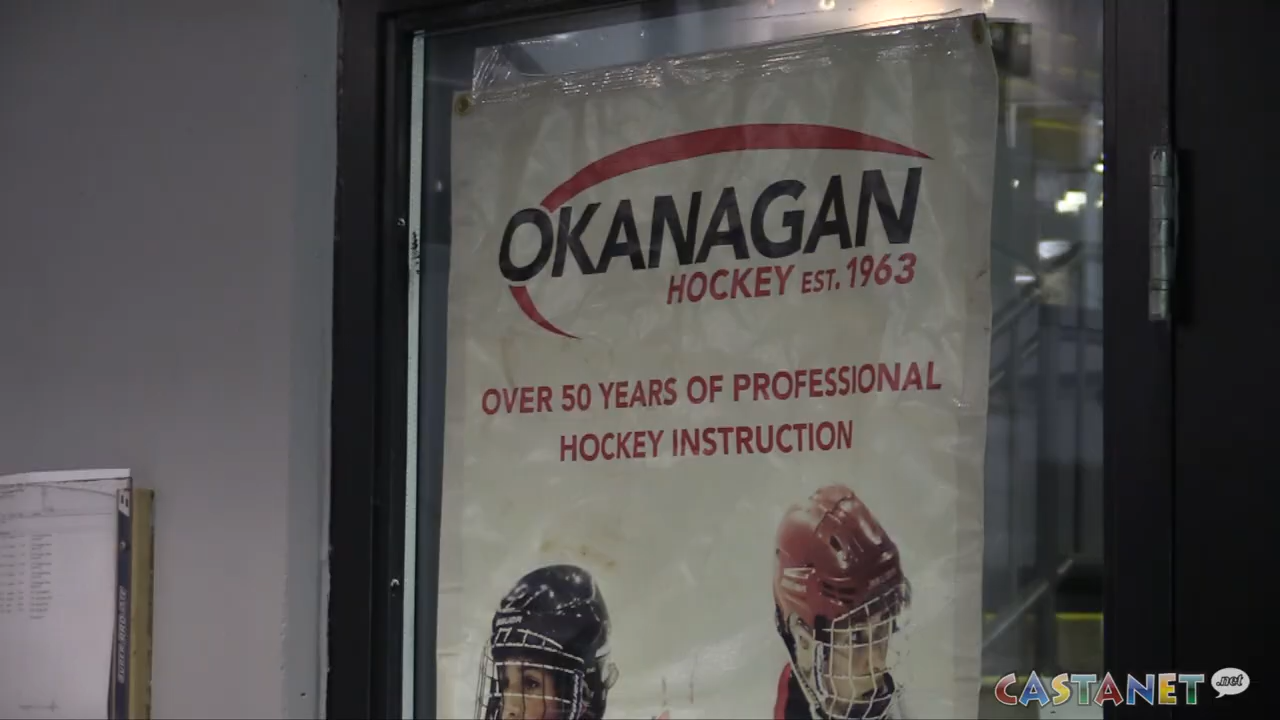 OKANAGAN
HOCKEY EST. 1963
OVER 50 YEARS OF PROFESSIONAL
HOCKEY INSTRUCTION
BAUER
CASTANET .net